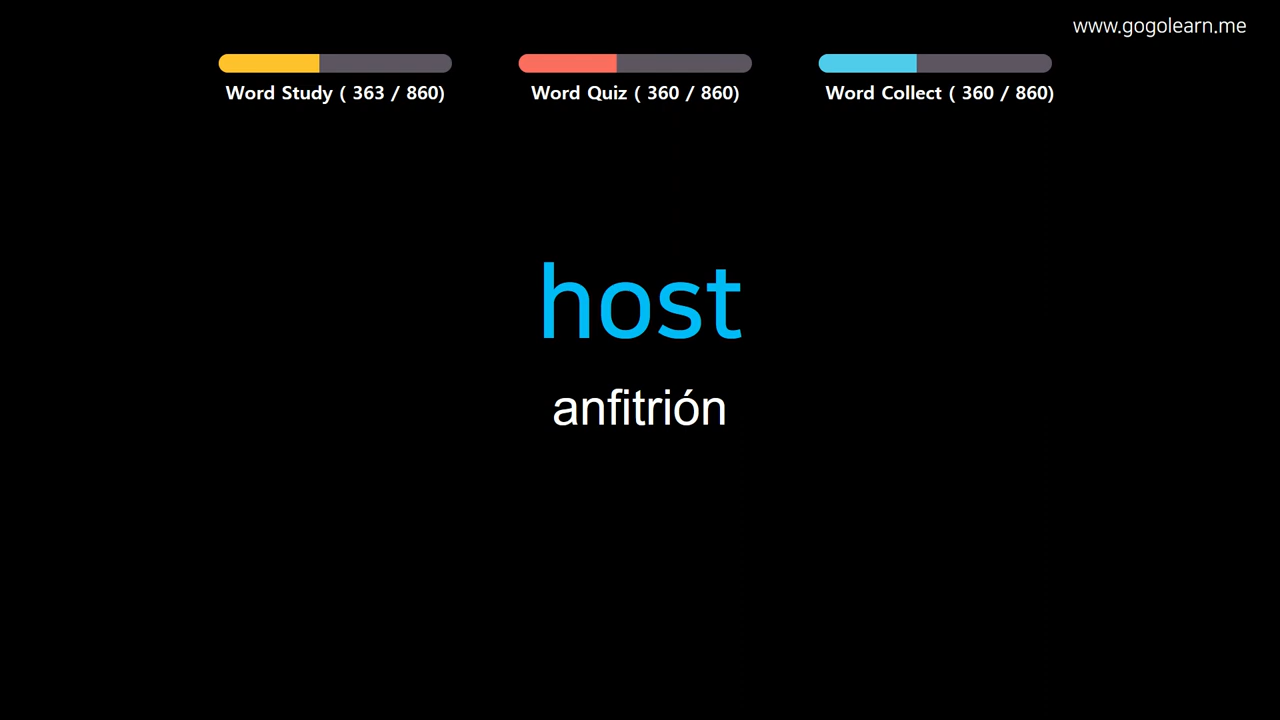 www.gogolearn.me
Word Study ( 363 / 860)
Word Quiz ( 360 / 860)
Word Collect ( 360 / 860)
host
anfitrión